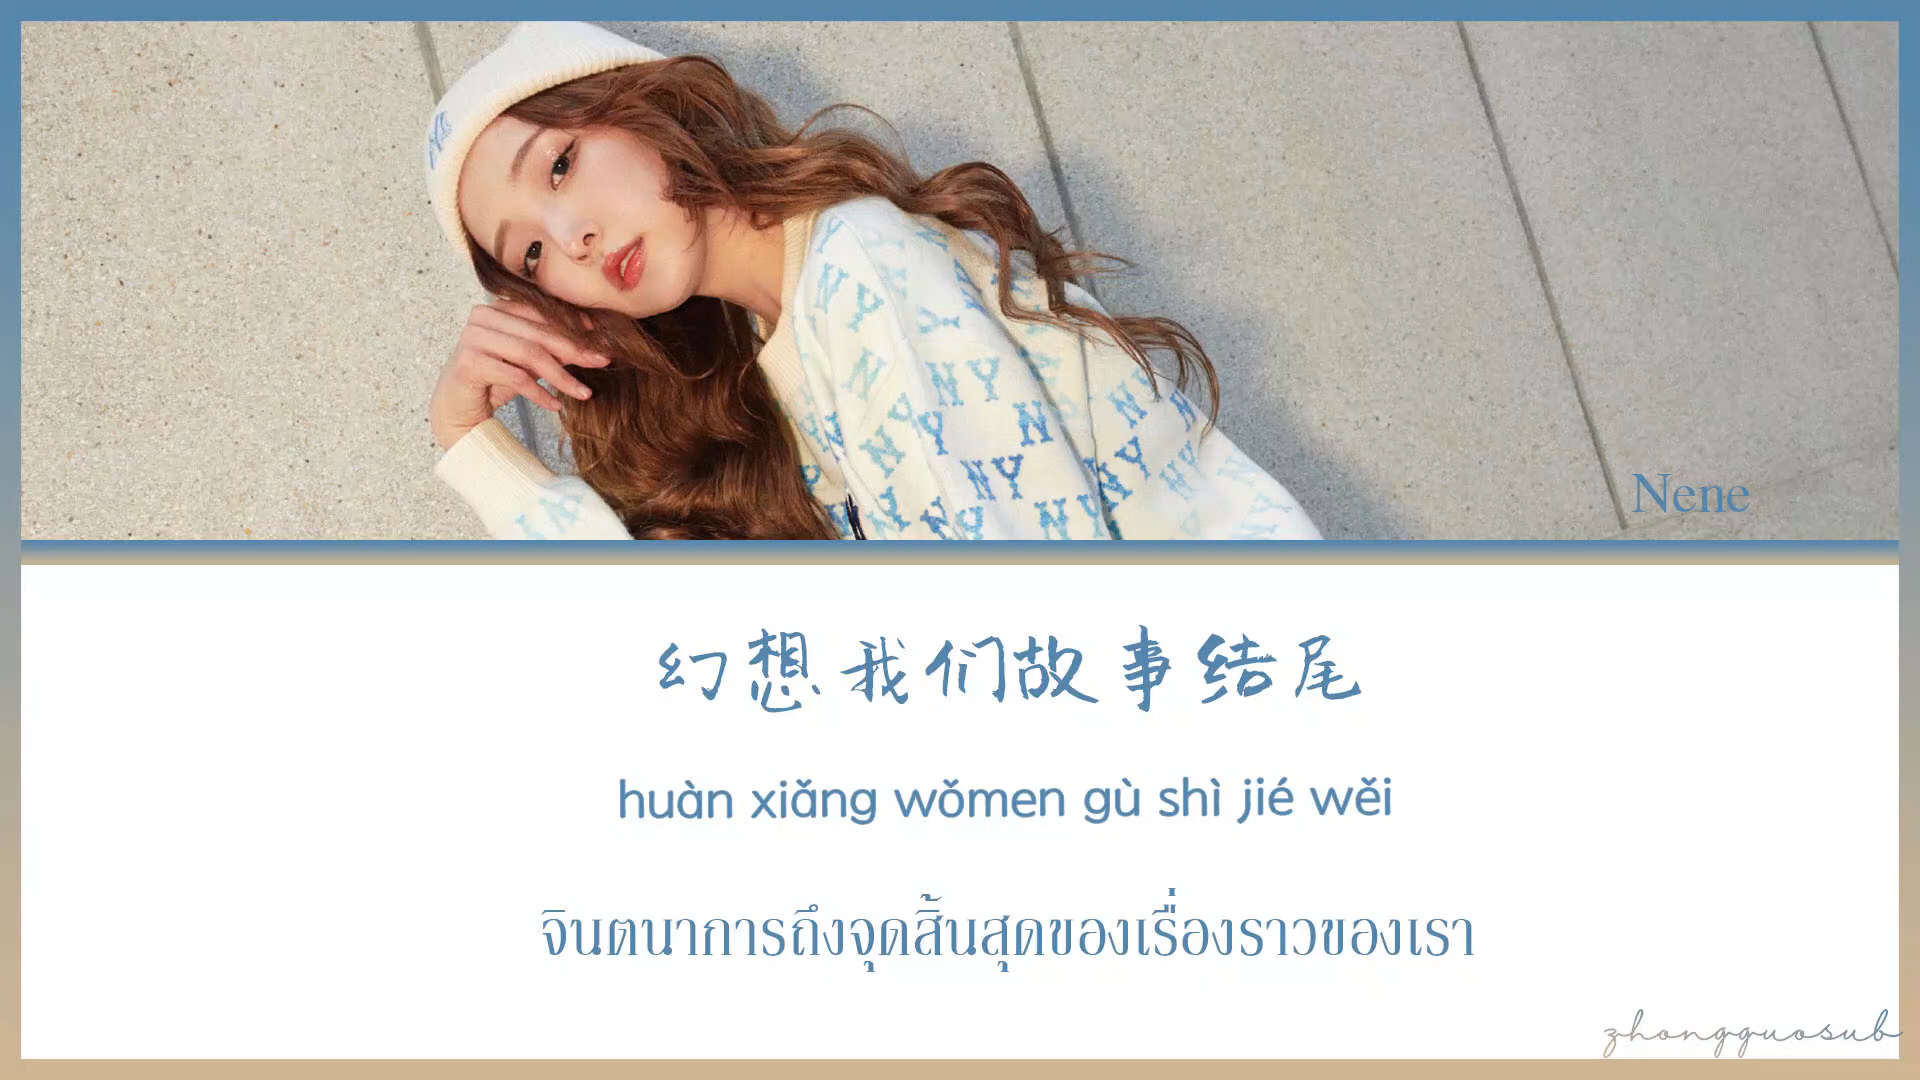 Nene
幻想我们故事结尾
huàn xiǎng wǒmen gù shì jié wěi
จินตนาการถึงจุดสิ้นสุดของเรื่องราวของเรา
zhongguosub